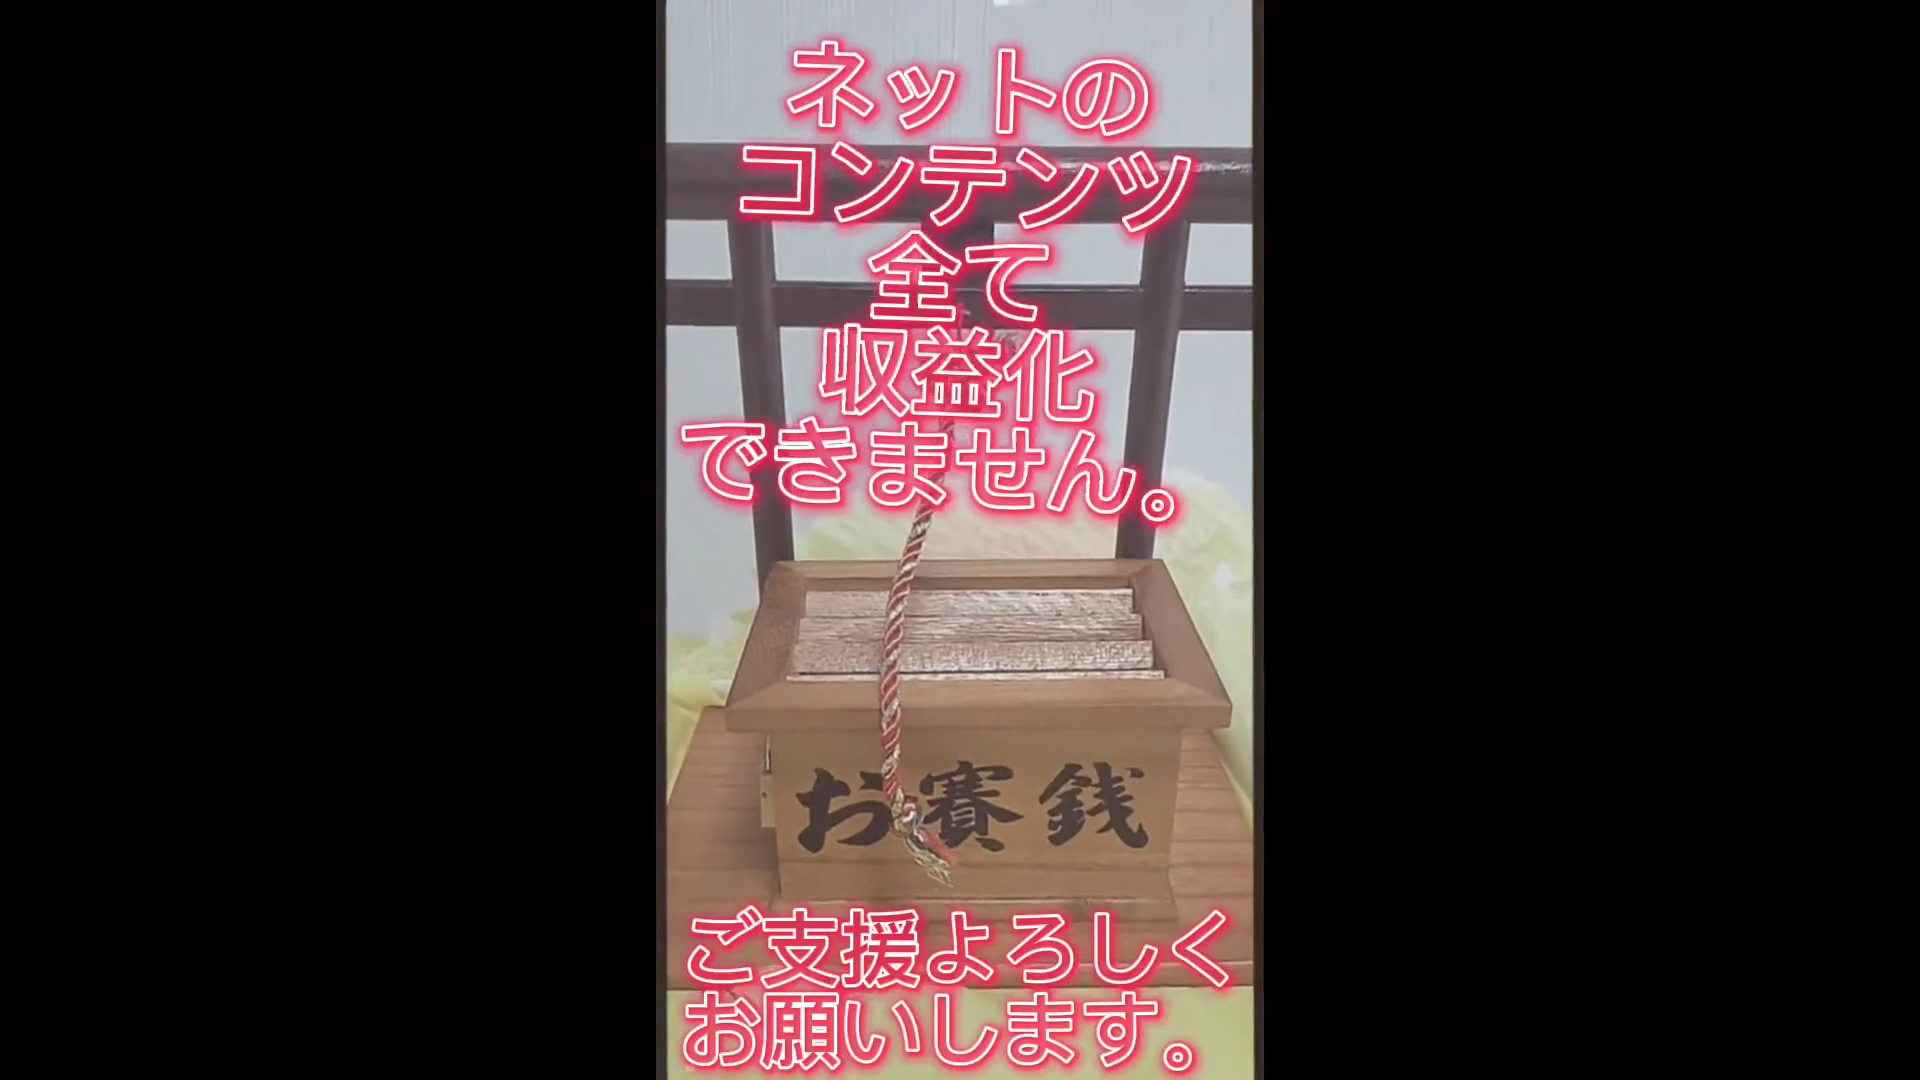 ネットの
コンテンツ
全て
収益化
できません。
お賽銭
ご支援よろしく
お願いします。